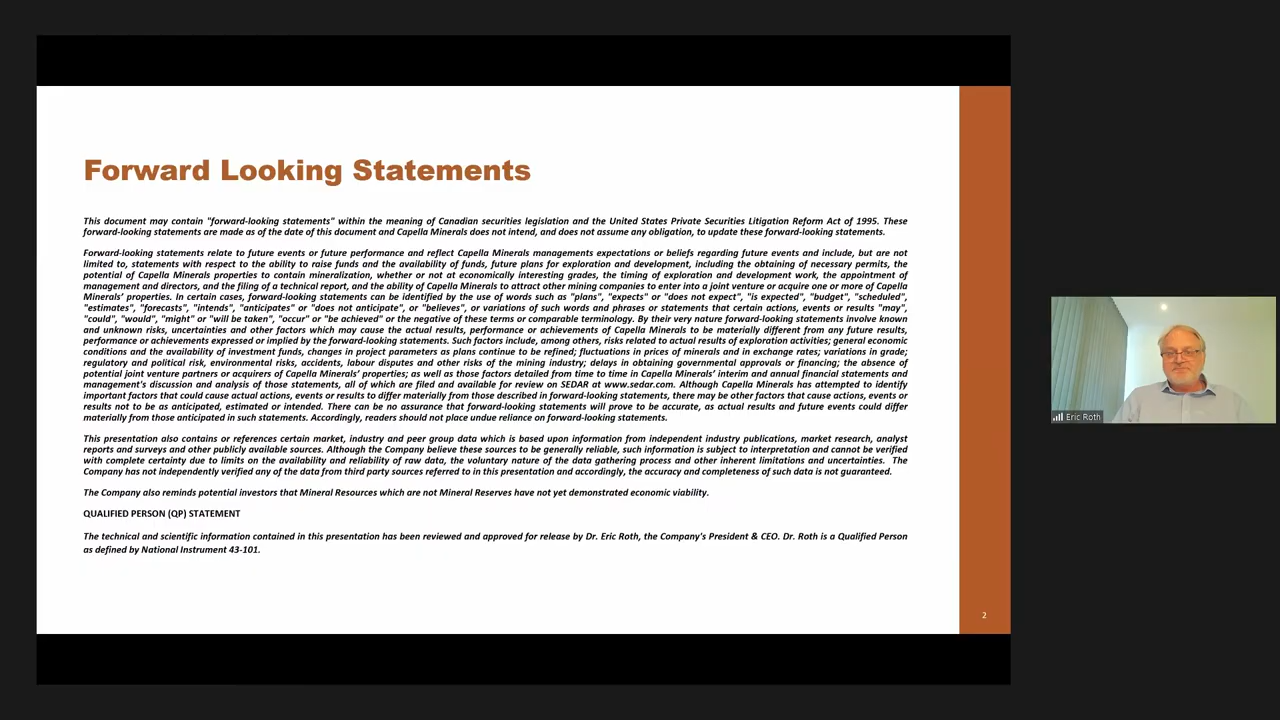 Forward Looking Statements
This document may contain "forward-looking statements" within the meaning of Canadian securities legislation and the United States Private Securities Litigation Reform Act of 1995. These
forward-looking statements are made as of the date of this document and Capella Minerals does not intend, and does not assume any obligation, to update these forward-looking statements.
Forward-looking statements relate to future events or future performance and reflect Capella Minerals managements expectations or beliefs regarding future events and include, but are not
limited to, statements with respect to the ability to raise funds and the availability of funds, future plans for exploration and development, including the obtaining of necessary permits, the
potential of Capella Minerals properties to contain mineralization, whether or not at economically interesting grades, the timing of exploration and development work, the appointment of
management and directors, and the filing of a technical report, and the ability of Capella Minerals to attract other mining companies to enter into a joint venture or acquire one or more of Capella
Minerals' properties. In certain cases, forward-looking statements can be identified by the use of words such as "plans", "expects" or "does not expect", "is expected", "budget", "scheduled",
"estimates", "forecasts", "intends", "anticipates" or "does not anticipate", or "believes", or variations of such words and phrases or statements that certain actions, events or results "may",
"could", "would", "might" or "will be taken", "occur" or "be achieved" or the negative of these terms or comparable terminology. By their very nature forward-looking statements involve known
and unknown risks, uncertainties and other factors which may cause the actual results, performance or achievements of Capella Minerals to be materially different from any future results,
performance or achievements expressed or implied by the forward-looking statements. Such factors include, among others, risks related to actual results of exploration activities; general economic
conditions and the availability of investment funds, changes in project parameters as plans continue to be refined; fluctuations in prices of minerals and in exchange rates; variations in grade;
regulatory and political risk, environmental risks, accidents, labour disputes and other risks of the mining industry; delays in obtaining governmental approvals or financing; the absence of
potential joint venture partners or acquirers of Capella Minerals' properties; as well as those factors detailed from time to time in Capella Minerals' interim and annual financial statements and
management's discussion and analysis of those statements, all of which are filed and available for review on SEDAR at www.sedar.com. Although Capella Minerals has attempted to identify
important factors that could cause actual actions, events or results to differ materially from those described in forward-looking statements, there may be other factors that cause actions, events or
results not to be as anticipated, estimated or intended. There can be no assurance that forward-looking statements will prove to be accurate, as actual results and future events could differ
materially from those anticipated in such statements. Accordingly, readers should not place undue reliance on forward-looking statements.
This presentation also contains or references certain market, industry and peer group data which is based upon information from independent industry publications, market research, analyst
reports and surveys and other publicly available sources. Although the Company believe these sources to be generally reliable, such information is subject to interpretation and cannot be verified
with complete certainty due to limits on the availability and reliability of raw data, the voluntary nature of the data gathering process and other inherent limitations and uncertainties. The
Company has not independently verified any of the data from third party sources referred to in this presentation and accordingly, the accuracy and completeness of such data is not guaranteed.
The Company also reminds potential investors that Mineral Resources which are not Mineral Reserves have not yet demonstrated economic viability.
QUALIFIED PERSON (QP) STATEMENT
The technical and scientific information contained in this presentation has been reviewed and approved for release by Dr. Eric Roth, the Company's President & CEO. Dr. Roth is a Qualified Person
as defined by National Instrument 43-101.
2
Eric Roth